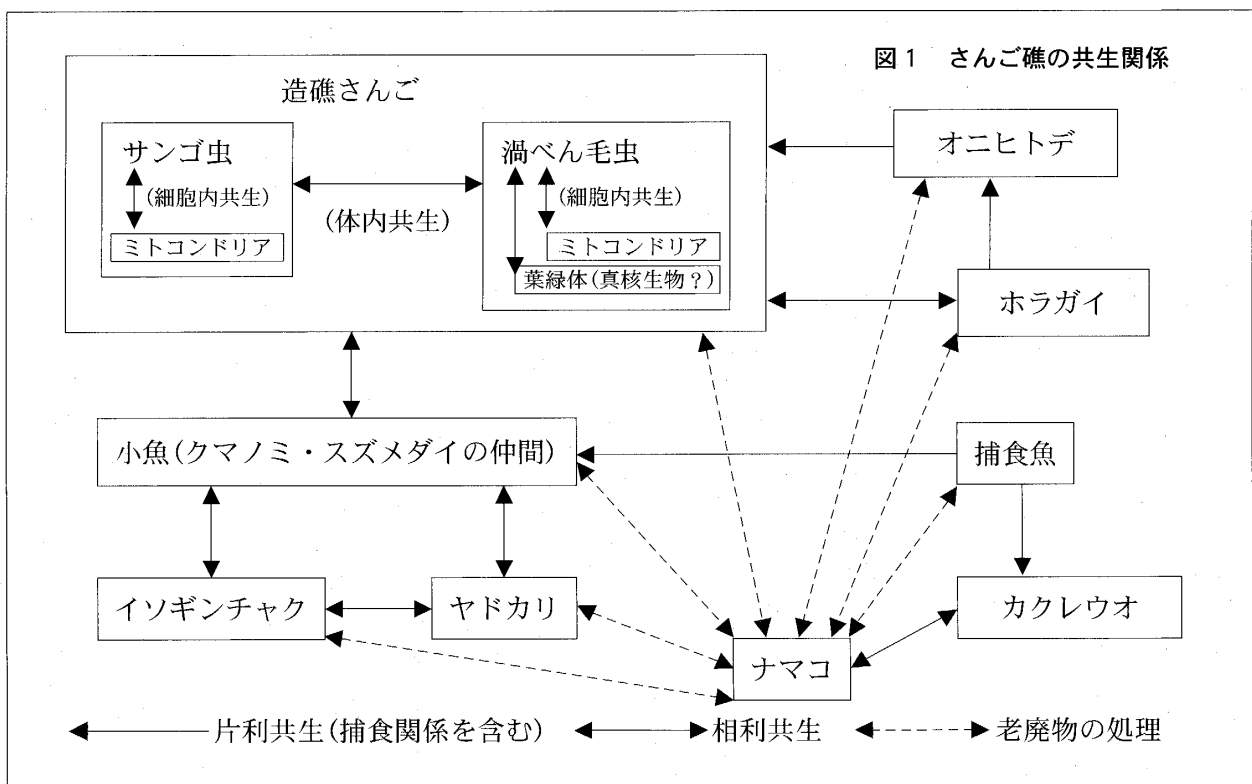 図1 さんご礁の共生関係
造礁さんご
サンゴ虫
(細胞内共生)
ミトコンドリア
(体内共生)
渦べん毛虫
(細胞内共生)
ミトコンドリア
葉緑体(真核生物?)
オニヒトデ
ホラガイ
小魚(クマノミ・スズメダイの仲間)
捕食魚
イソギンチャク
ヤドカリ
カクレウオ
ナマコ
片利共生(捕食関係を含む)
相利共生
老廃物の処理